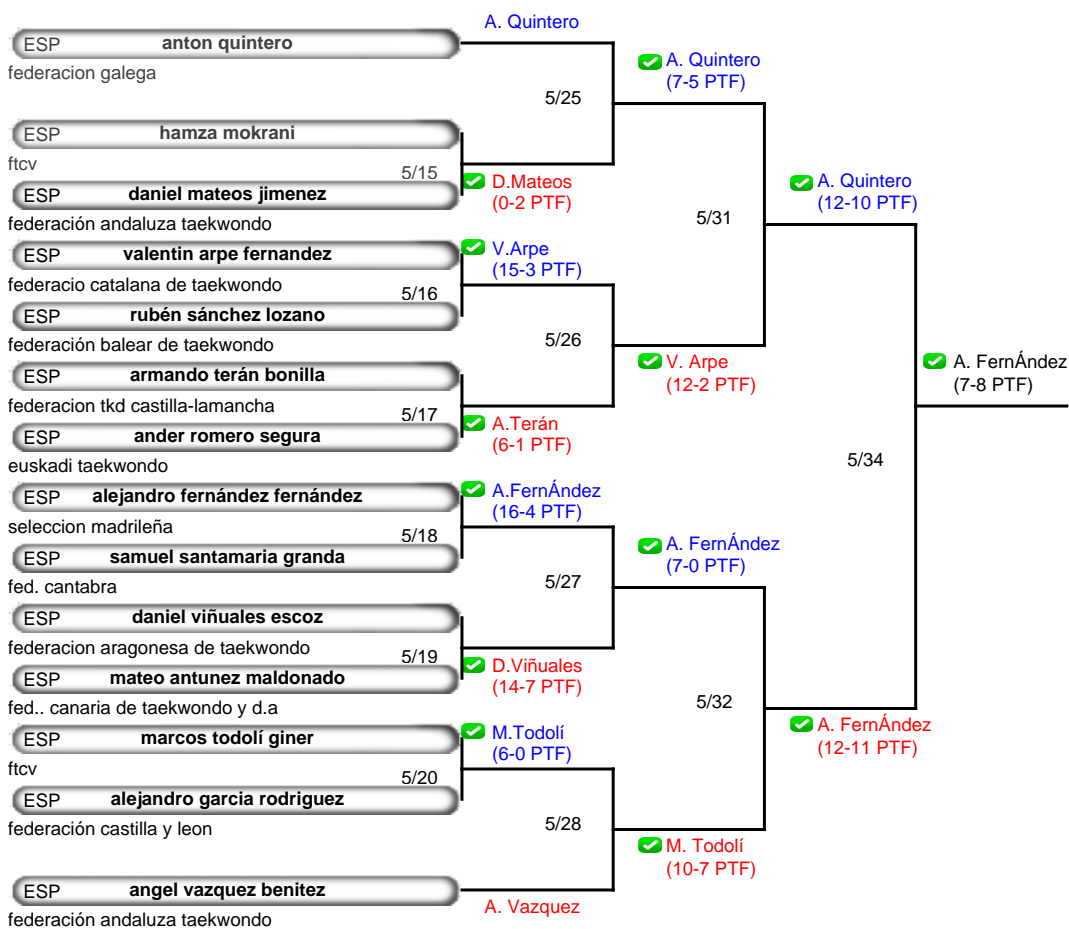 A. Quintero
ESP anton quintero
federacion galega
A. Quintero
(7-5 PTF)
5/25
ESP hamza mokrani
ftcv
5/15
D.Mateos
(0-2 PTF)
ESP daniel mateos jimenez
federación andaluza taekwondo
A. Quintero
(12-10 PTF)
5/31
ESP valentin arpe fernandez
V.Arpe
(15-3 PTF)
federacio catalana de taekwondo
5/16
ESP rubén sánchez lozano
federación balear de taekwondo
5/26
V. Arpe
(12-2 PTF)
ESP armando terán bonilla
federacion tkd castilla-lamancha
5/17
A.Terán
(6-1 PTF)
ESP ander romero segura
euskadi taekwondo
A. FernÁndez
(7-8 PTF)
5/34
ESP alejandro fernández fernández
A.FernÁndez
(16-4 PTF)
seleccion madrileña
5/18
ESP samuel santamaria granda
fed. cantabra
5/27
A. FernÁndez
(7-0 PTF)
ESP daniel viñuales escoz
federacion aragonesa de taekwondo
5/19
D.Viñuales
(14-7 PTF)
ESP mateo antunez maldonado
fed.. canaria de taekwondo y d.a
5/32
A. FernÁndez
(12-11 PTF)
ESP marcos todolí giner
M.Todolí
(6-0 PTF)
ftcv
5/20
ESP alejandro garcia rodriguez
federación castilla y leon
5/28
M. Todolí
(10-7 PTF)
ESP angel vazquez benitez
A. Vazquez
federación andaluza taekwondo